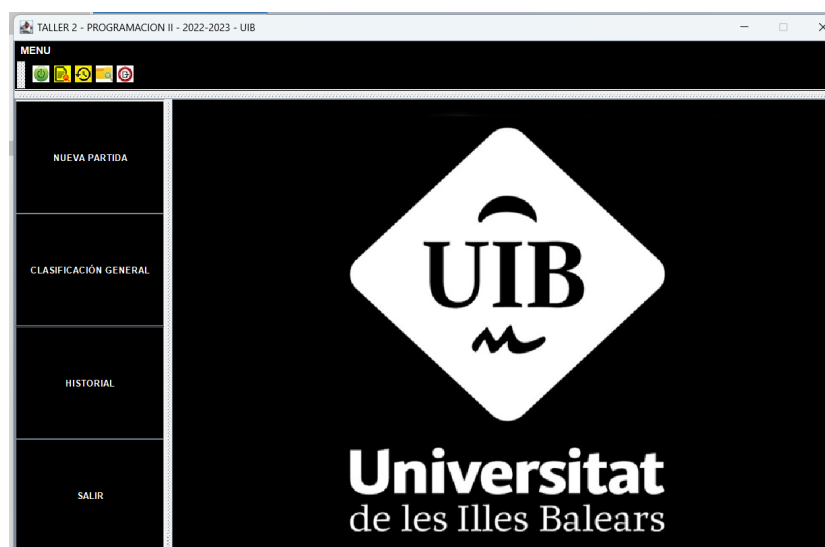 TALLER 2 - PROGRAMACION II - 2022-2023 - UIB
MENU
NUEVA PARTIDA
CLASIFICACIÓN GENERAL
HISTORIAL
SALIR
UIB
Universitat
de les Illes Balears